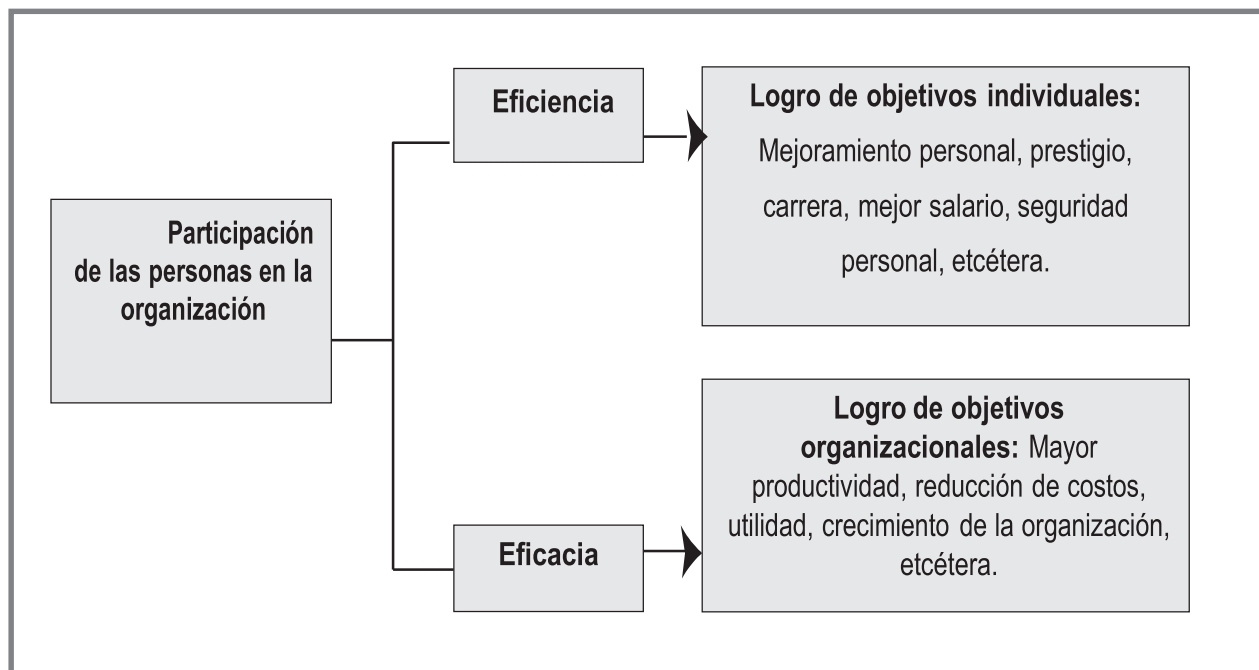 Participación
de las personas en la
organización
Eficiencia
Logro de objetivos individuales:
Mejoramiento personal, prestigio,
carrera, mejor salario, seguridad
personal, etcétera.
Eficacia
Logro de objetivos
organizacionales: Mayor
productividad, reducción de costos,
utilidad, crecimiento de la organización,
etcétera.